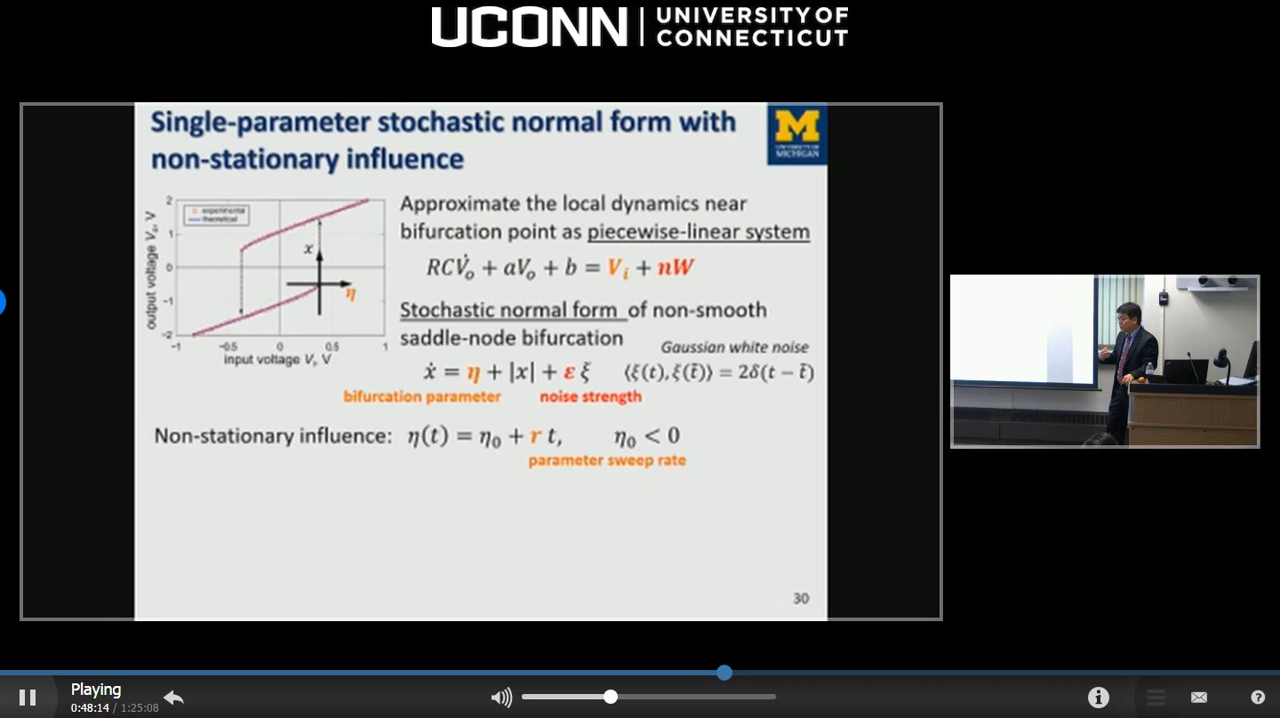 UCONN
UNIVERSITY OF
CONNECTICUT
Single-parameter stochastic normal form with
non-stationary influence
M
UNIVERSITY OF
MICHIGAN
experimental
theoretical
output voltage Vₒ, V
2
1
0
-1
-2
x
η
-1 -0.5 0 0.5 1
input voltage Vᵢ, V
Approximate the local dynamics near
bifurcation point as piecewise-linear system
RCV̇ₒ + aVₒ + b = Vᵢ + nW
Stochastic normal form of non-smooth
saddle-node bifurcation
Gaussian white noise
ẋ = η + |x| + ε ξ ⟨ξ(t), ξ(t̄)⟩ = 2δ(t − t̄)
bifurcation parameter noise strength
Non-stationary influence: η(t) = η₀ + r t, η₀ < 0
parameter sweep rate
30
Playing
0:48:14 / 1:25:08